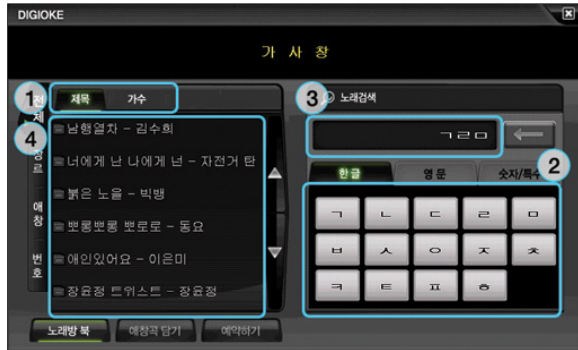 DIGIOKE
가 사 창
1
제목 가수
3 노래검색
ㄱㄹㅁ
4
남행열차 - 김수희
너에게 난 나에게 넌 - 자전거 탄
붉은 노을 - 빅뱅
뽀롱뽀롱 뽀로로 - 동요
애인있어요 - 이은미
장윤정 트위스트 - 장윤정
애창
번호
2
한글 영문 숫자/특수
ㄱ ㄴ ㄷ ㄹ ㅁ
ㅂ ㅅ ㅇ ㅈ ㅊ
ㅋ ㅌ ㅍ ㅎ
노래방 북 애창곡 담기 예약하기